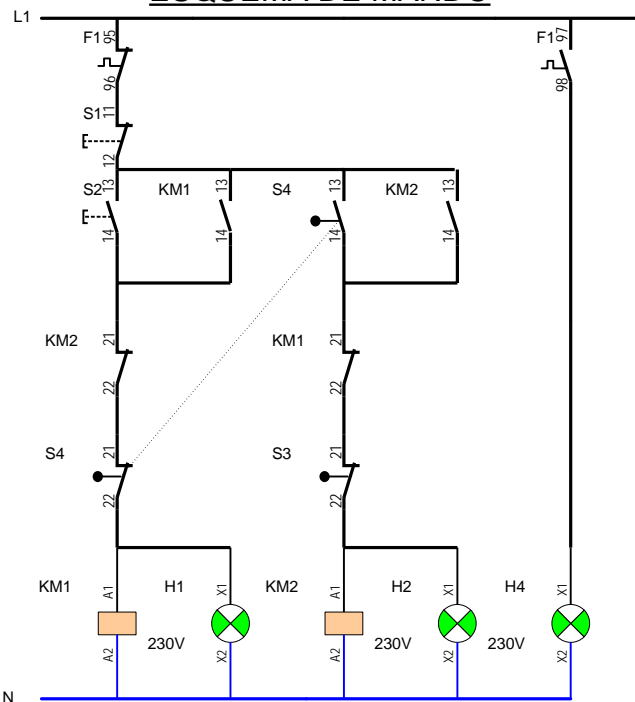 ESQUEMA DE MANDO
L1
F1 95 96
F1 97 98
S1 11 12
S2 13 14
KM1 13 14
S4 13 14
KM2 13 14
KM2 21 22
KM1 21 22
S4 21 22
S3 21 22
KM1 A1 A2 230V
H1 X1 X2
KM2 A1 A2 230V
H2 X1 X2
H4 X1 X2
N